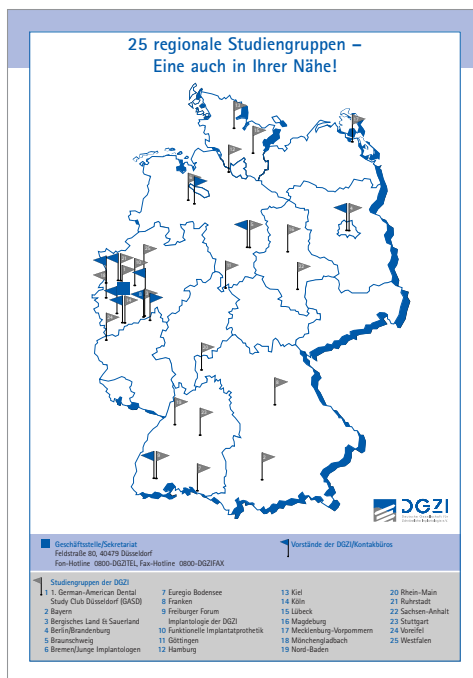 25 regionale Studiengruppen –
Eine auch in Ihrer Nähe!
DGZI
Geschäftsstelle/Sekretariat
Feldstraße 80, 40479 Düsseldorf
Fon-Hotline 0800-DGZITEL, Fax-Hotline 0800-DGZIFAX
Vorstände der DGZI/Kontakbüros
Studiengruppen der DGZI
1 1. German-American Dental
Study Club Düsseldorf (GASD)
2 Bayern
3 Bergisches Land & Sauerland
4 Berlin/Brandenburg
5 Braunschweig
6 Bremen/Junge Implantologen
7 Euregio Bodensee
8 Franken
9 Freiburger Forum
Implantologie der DGZI
10 Funktionelle Implantatprothetik
11 Göttingen
12 Hamburg
13 Kiel
14 Köln
15 Lübeck
16 Magdeburg
17 Mecklenburg-Vorpommern
18 Mönchengladbach
19 Nord-Baden
20 Rhein-Main
21 Ruhrstadt
22 Sachsen-Anhalt
23 Stuttgart
24 Voreifel
25 Westfalen